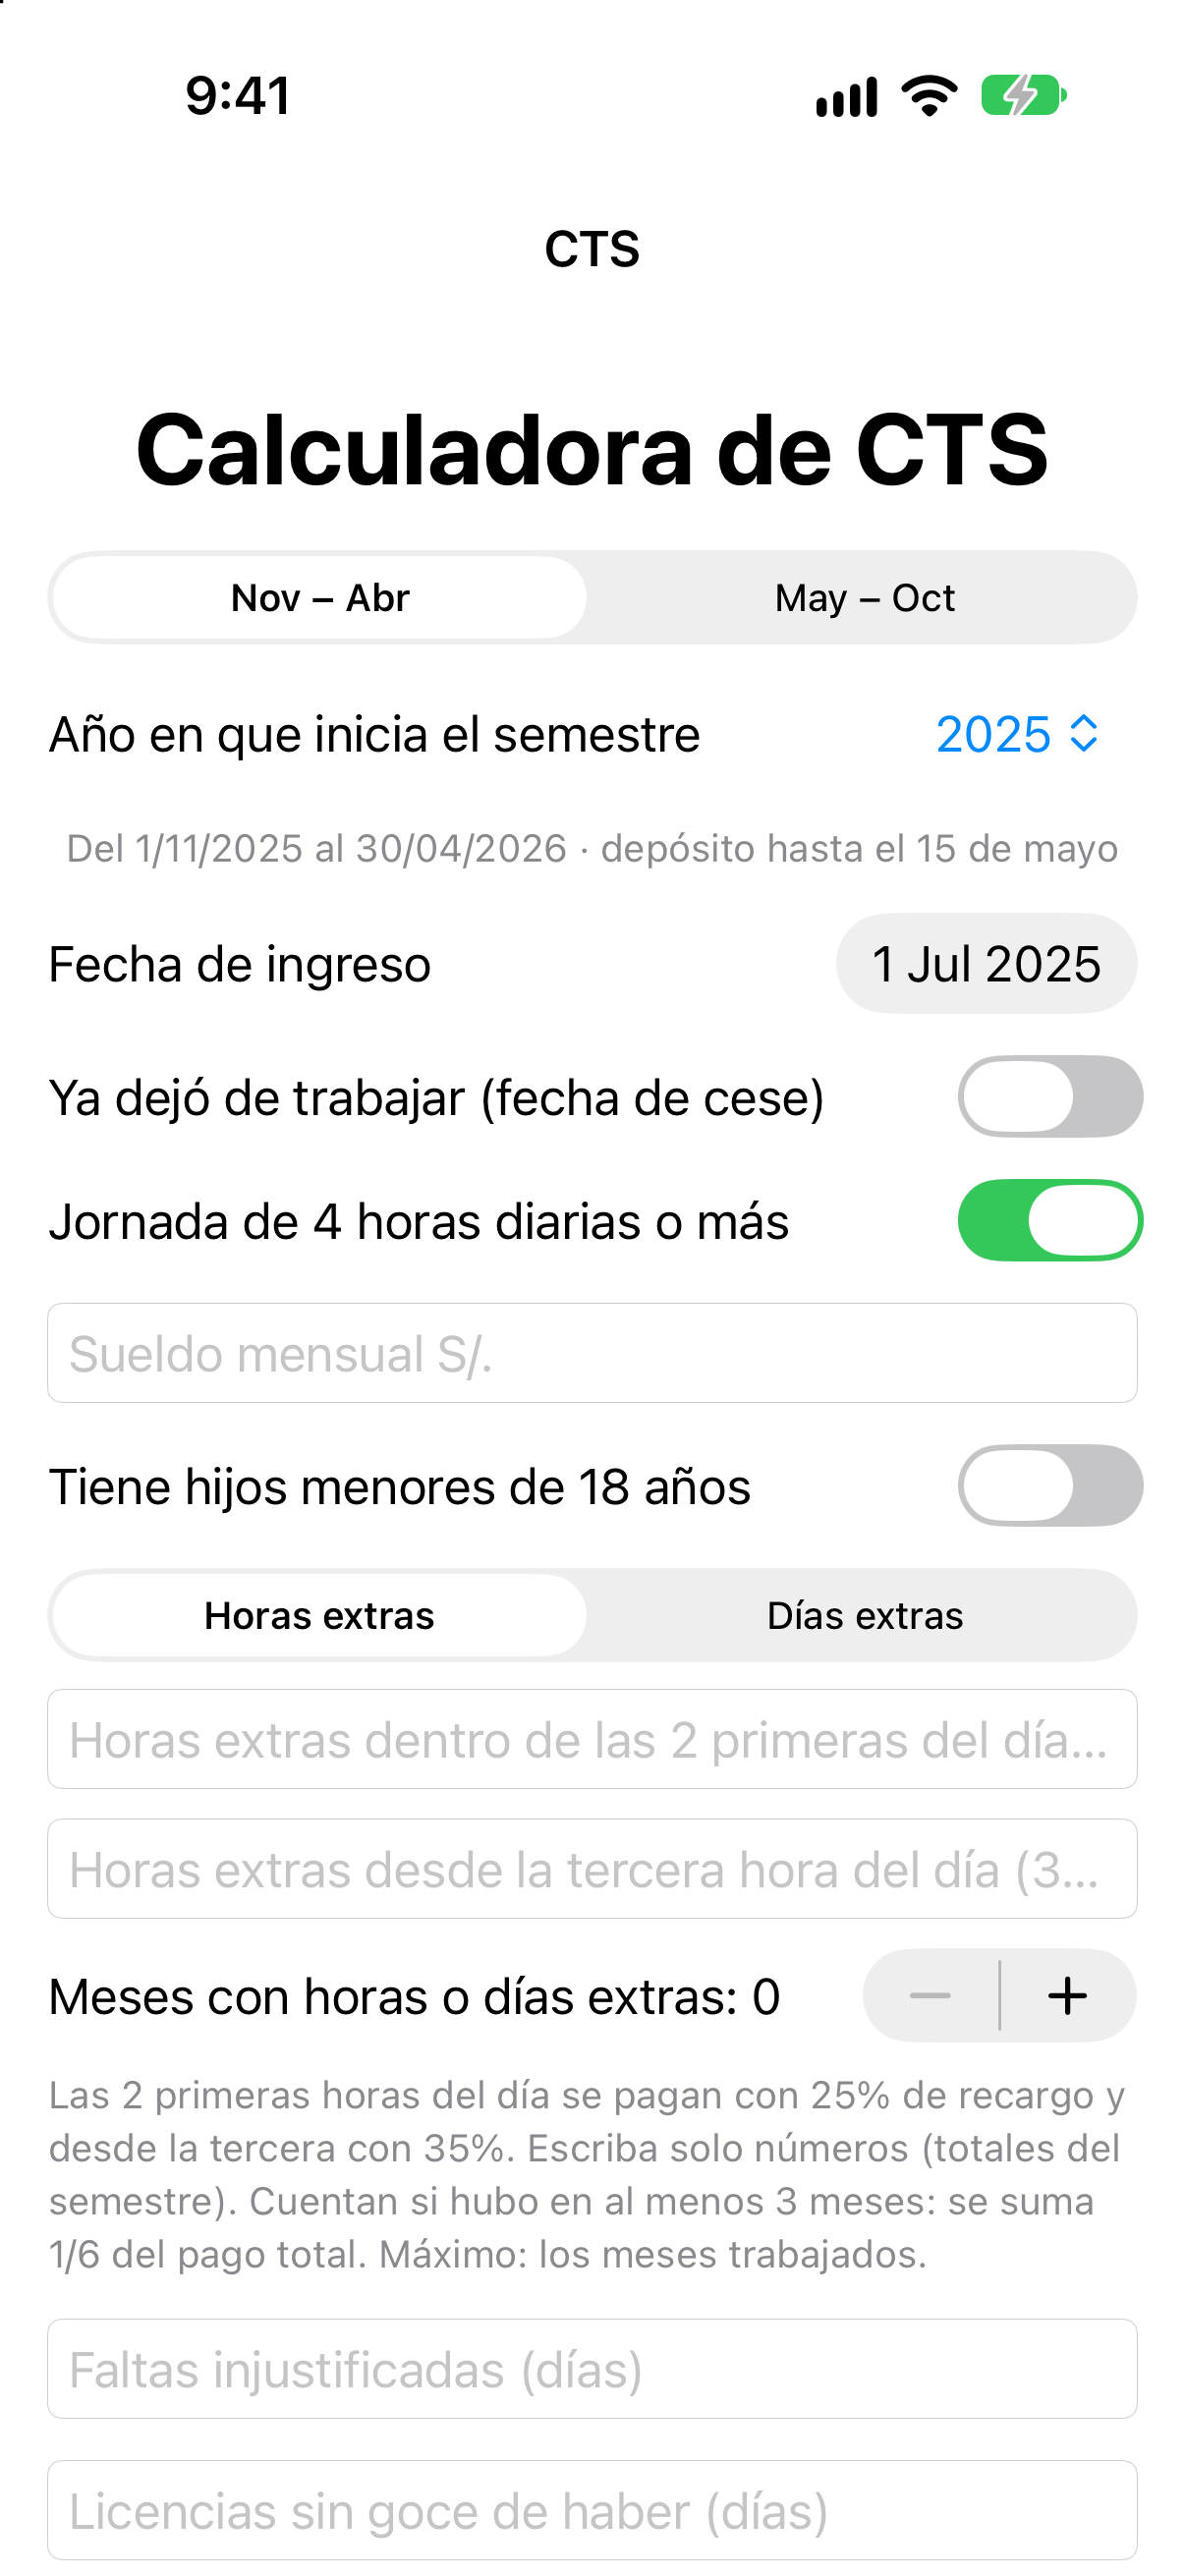 9:41
CTS
Calculadora de CTS
Nov – Abr
May – Oct
Año en que inicia el semestre
2025
Del 1/11/2025 al 30/04/2026 · depósito hasta el 15 de mayo
Fecha de ingreso
1 Jul 2025
Ya dejó de trabajar (fecha de cese)
Jornada de 4 horas diarias o más
Sueldo mensual S/.
Tiene hijos menores de 18 años
Horas extras
Días extras
Horas extras dentro de las 2 primeras del día...
Horas extras desde la tercera hora del día (3...
Meses con horas o días extras: 0
Las 2 primeras horas del día se pagan con 25% de recargo y
desde la tercera con 35%. Escriba solo números (totales del
semestre). Cuentan si hubo en al menos 3 meses: se suma
1/6 del pago total. Máximo: los meses trabajados.
Faltas injustificadas (días)
Licencias sin goce de haber (días)